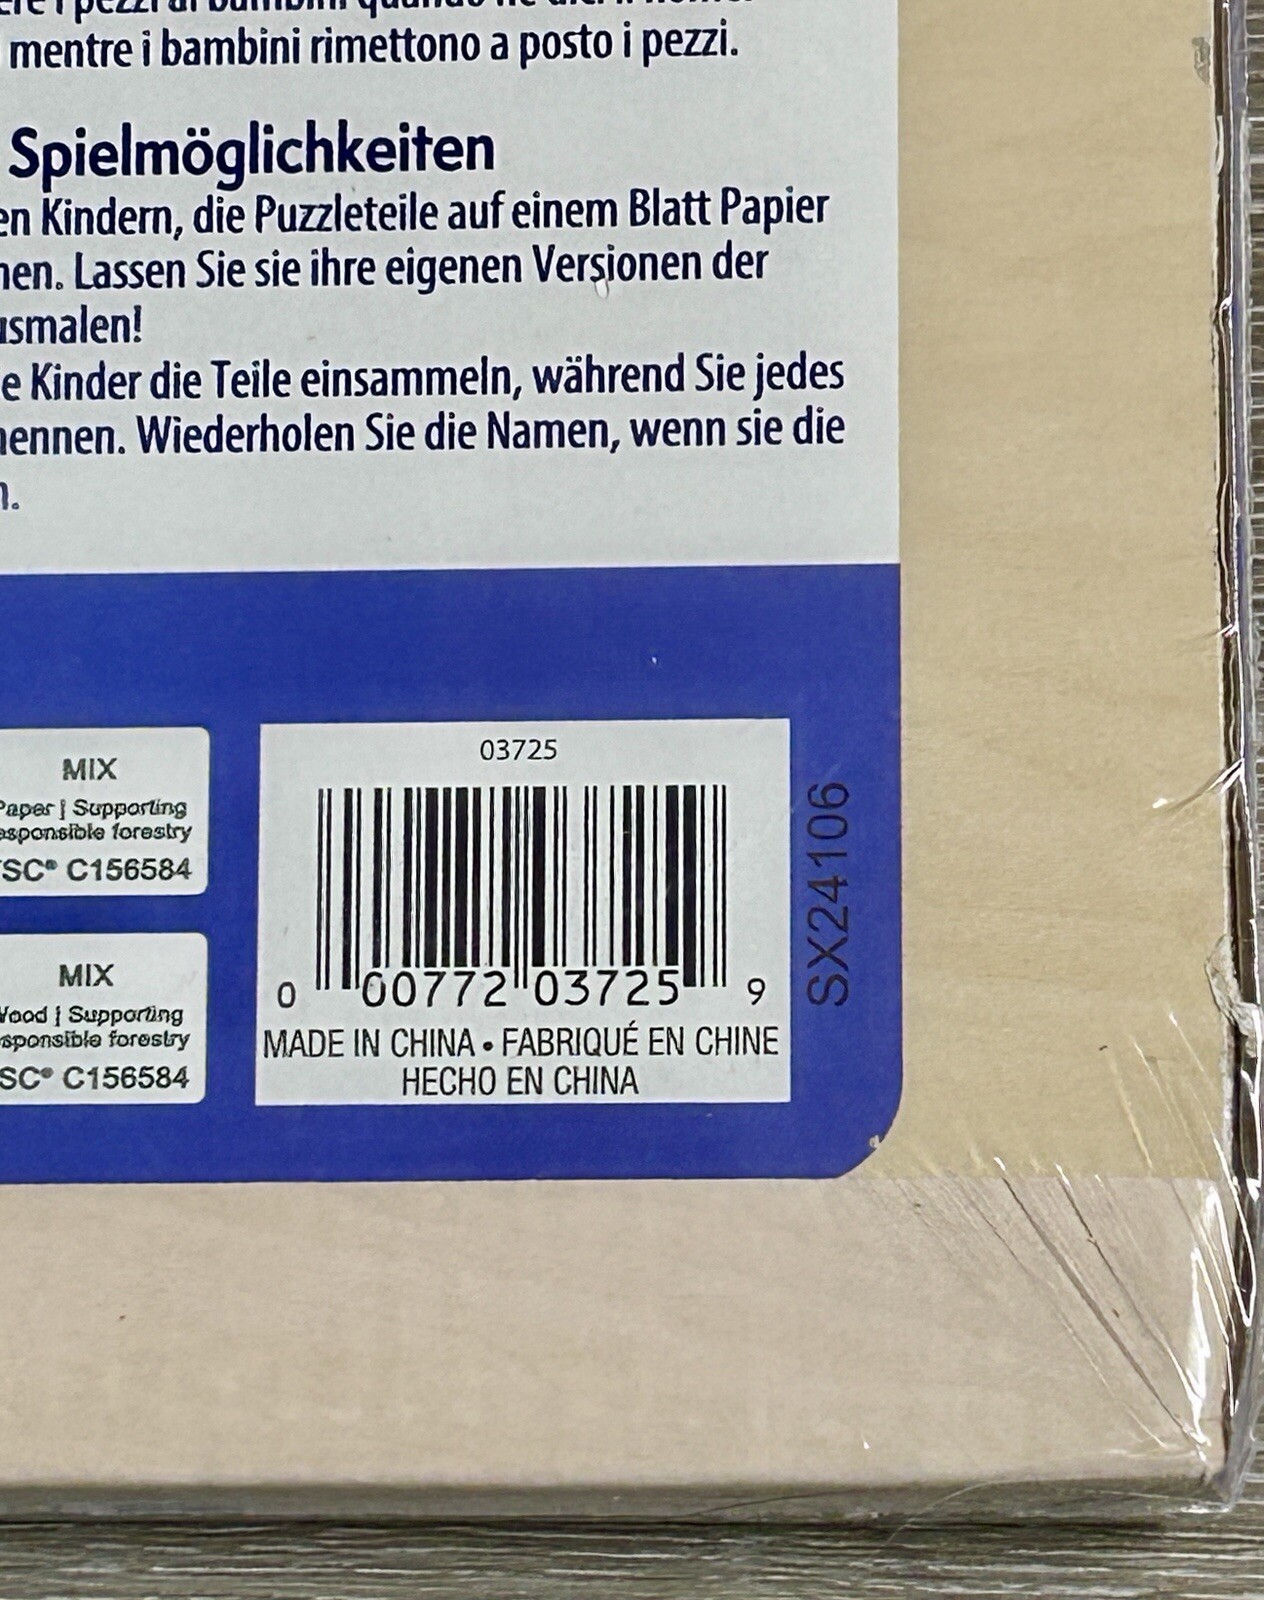 mentre i bambini rimettono a posto i pezzi.
Spielmöglichkeiten
en Kindern, die Puzzleteile auf einem Blatt Papier
nen. Lassen Sie sie ihre eigenen Versionen der
usmalen!
e Kinder die Teile einsammeln, während Sie jedes
nennen. Wiederholen Sie die Namen, wenn sie die
n.
MIX
Paper | Supporting
esponsible forestry
SC® C156584
MIX
Wood | Supporting
sponsible forestry
SC® C156584
03725
0 00772 03725 9
MADE IN CHINA • FABRIQUÉ EN CHINE
HECHO EN CHINA
SX24106